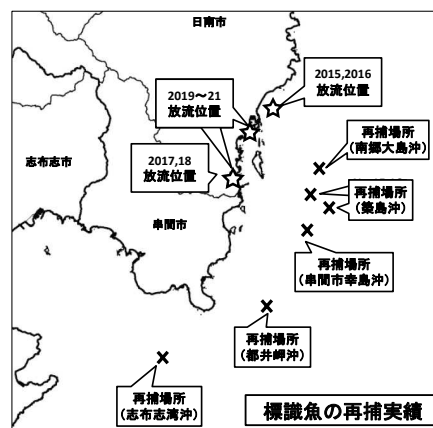 日南市
2019～21
放流位置
2015,2016
放流位置
志布志市
2017,18
放流位置
再捕場所
（南郷大島沖）
再捕場所
（築島沖）
串間市
再捕場所
（串間市幸島沖）
再捕場所
（都井岬沖）
再捕場所
（志布志湾沖）
標識魚の再捕実績